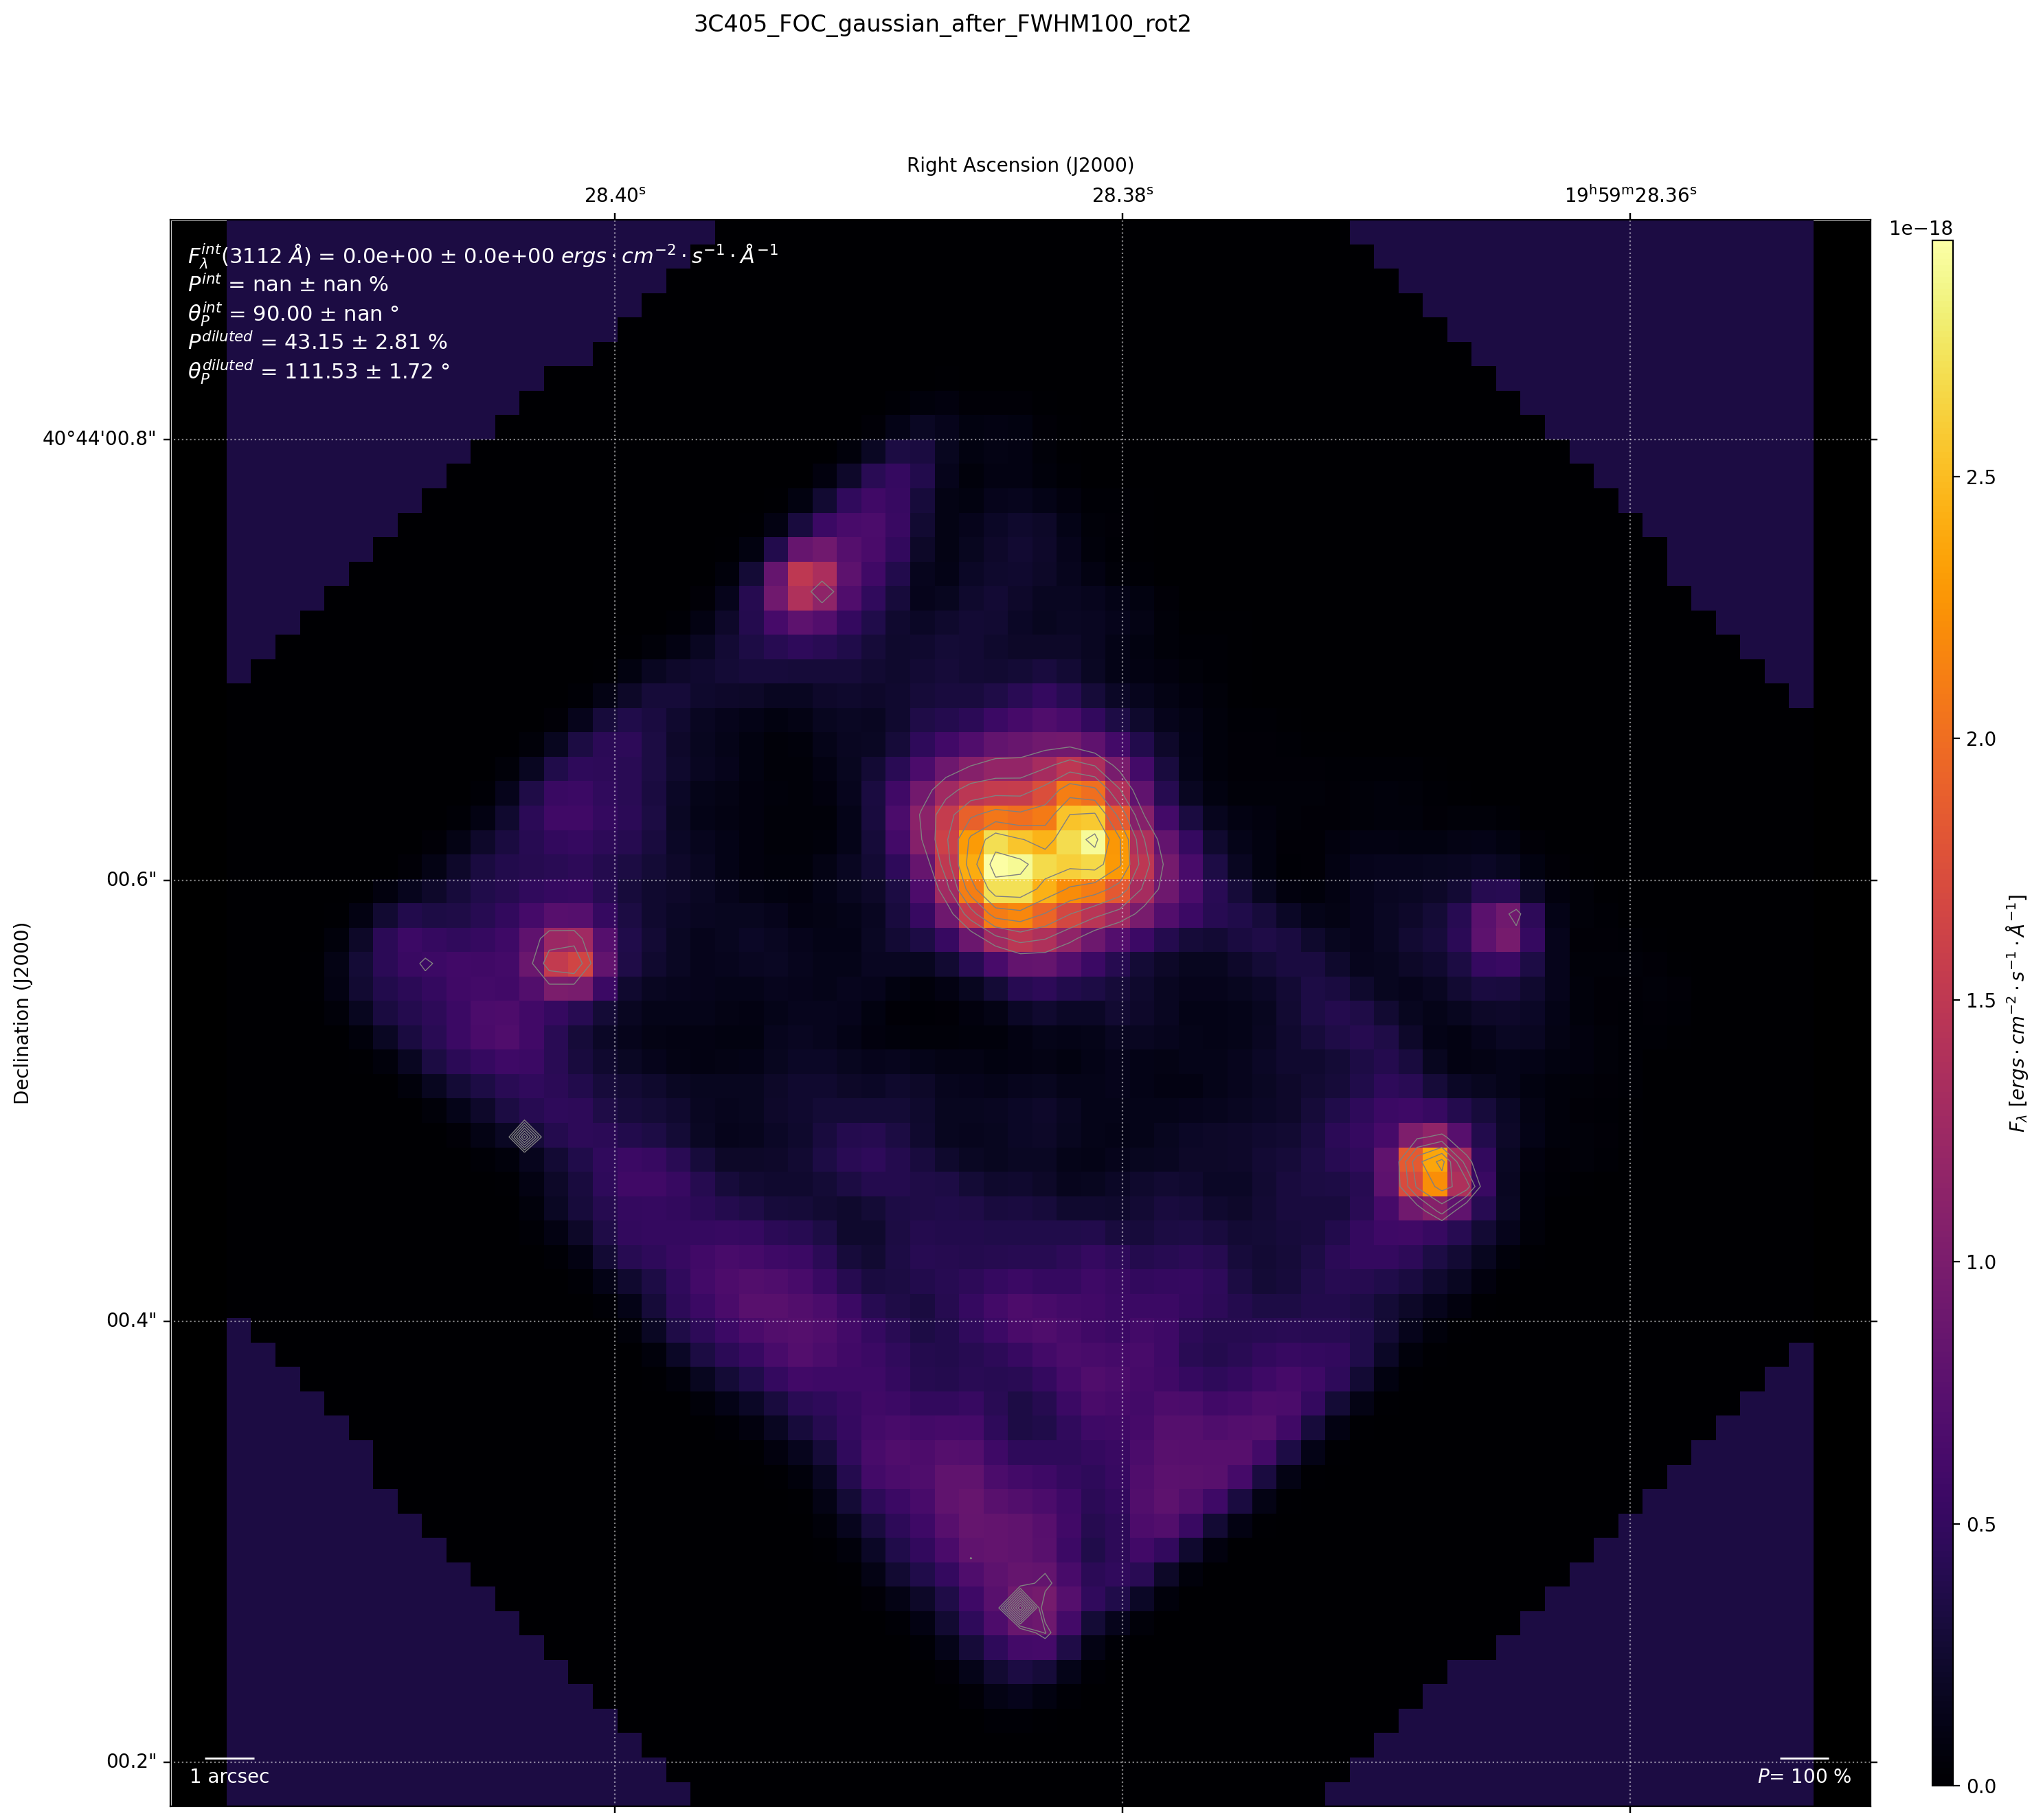 3C405_FOC_gaussian_after_FWHM100_rot2
Right Ascension (J2000)
28.40ˢ 28.38ˢ 19ʰ59ᵐ28.36ˢ
1e−18
F_λ^int(3112 Å) = 0.0e+00 ± 0.0e+00 ergs·cm⁻²·s⁻¹·Å⁻¹
P^int = nan ± nan %
θ_P^int = 90.00 ± nan °
P^diluted = 43.15 ± 2.81 %
θ_P^diluted = 111.53 ± 1.72 °
40°44'00.8"
00.6"
00.4"
00.2"
Declination (J2000)
1 arcsec
P= 100 %
2.5
2.0
1.5
1.0
0.5
0.0
F_λ [ergs·cm⁻²·s⁻¹·Å⁻¹]